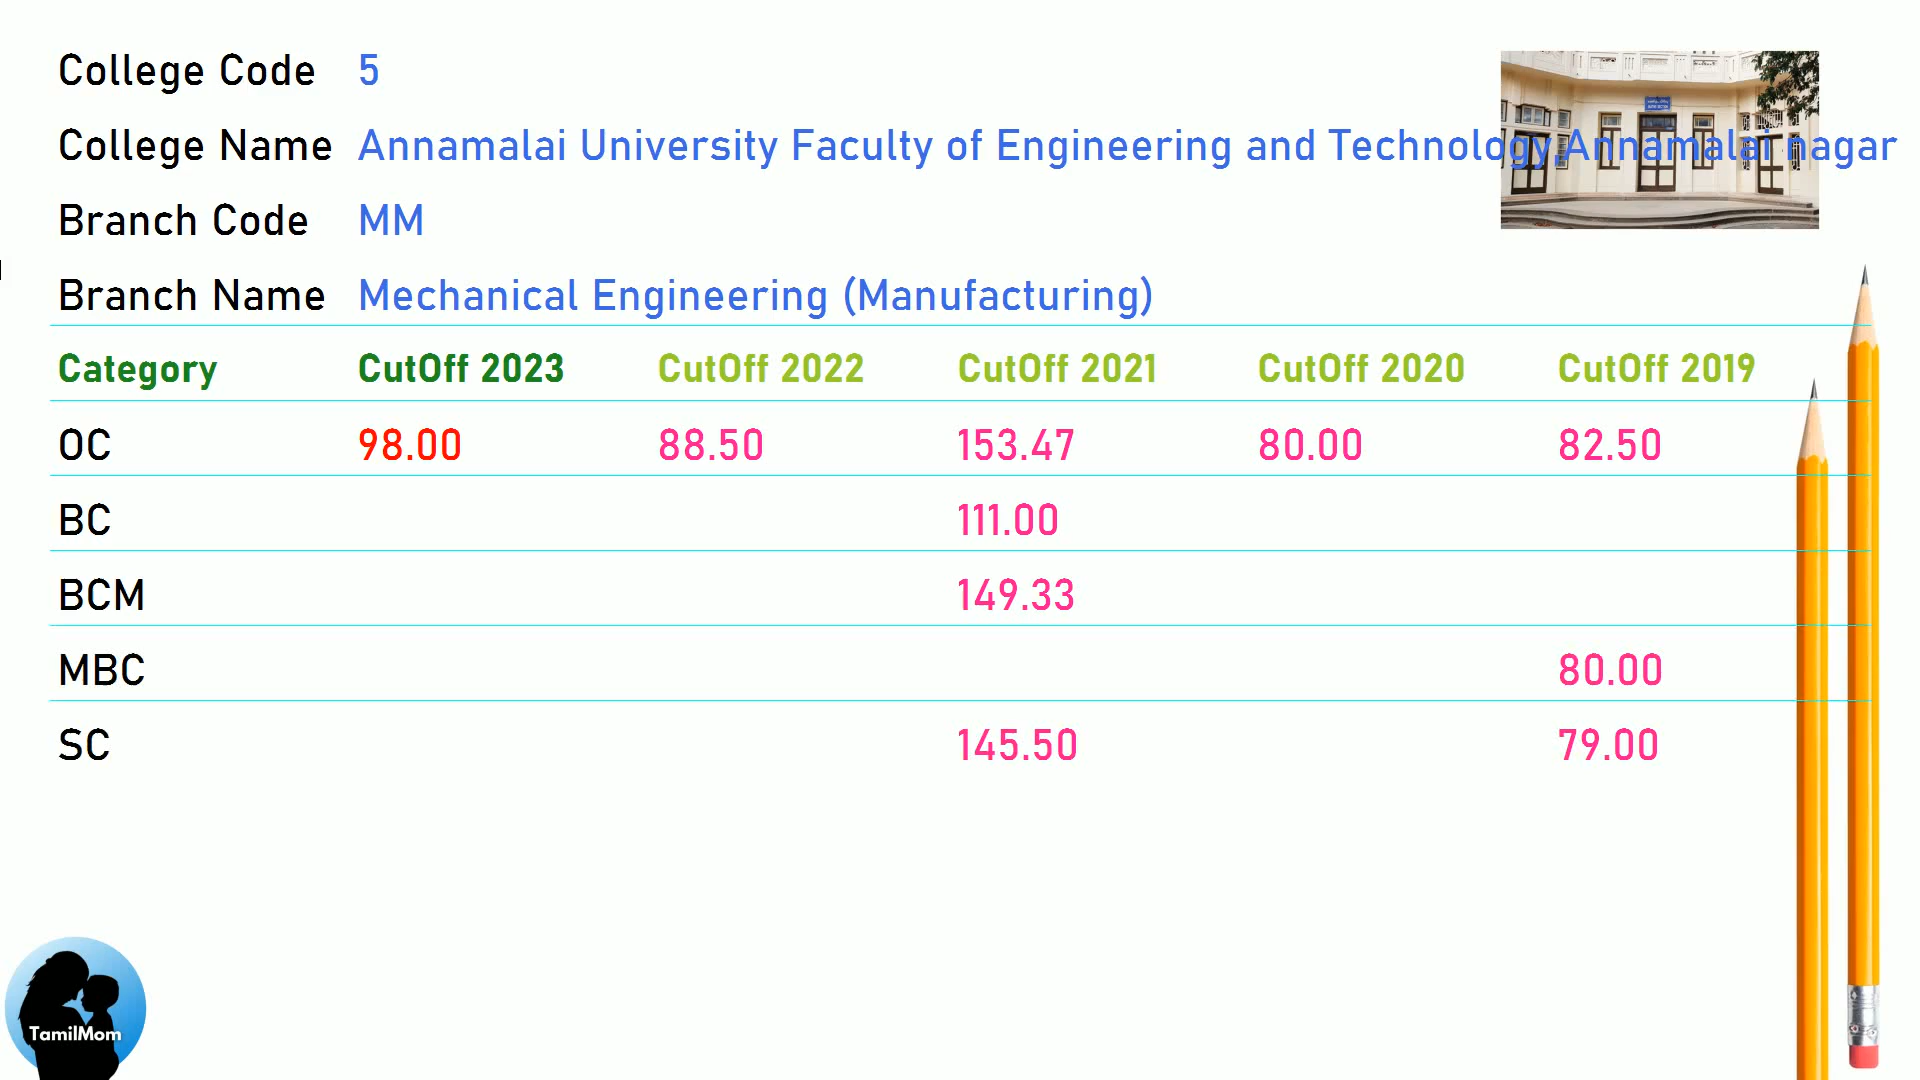 College Code 5
College Name Annamalai University Faculty of Engineering and Technology,Annamalai nagar
Branch Code MM
Branch Name Mechanical Engineering (Manufacturing)
Category CutOff 2023 CutOff 2022 CutOff 2021 CutOff 2020 CutOff 2019
OC 98.00 88.50 153.47 80.00 82.50
BC 111.00
BCM 149.33
MBC 80.00
SC 145.50 79.00
TamilMom